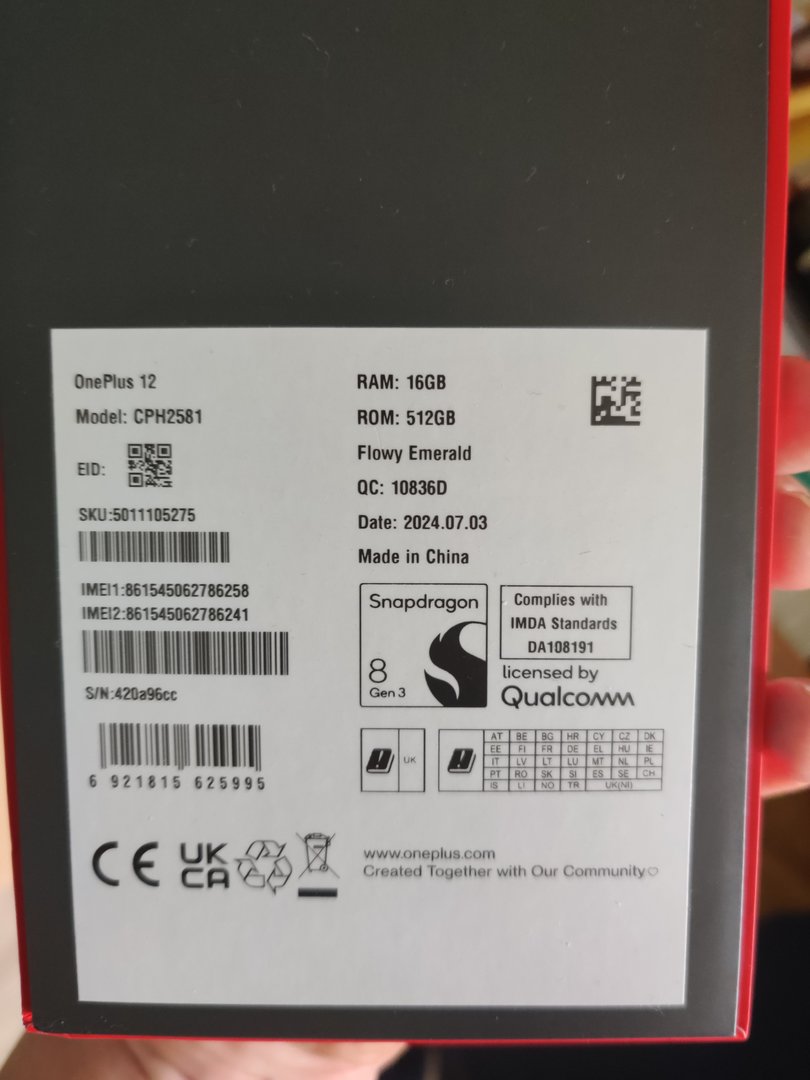 OnePlus 12
Model: CPH2581
EID:
SKU:5011105275
IMEI1:861545062786258
IMEI2:861545062786241
S/N:420a96cc
6 921815 625995
RAM: 16GB
ROM: 512GB
Flowy Emerald
QC: 10836D
Date: 2024.07.03
Made in China
Snapdragon
8
Gen 3
Complies with
IMDA Standards
DA108191
licensed by
Qualcomm
UK
AT BE BG HR CY CZ DK
EE FI FR DE EL HU IE
IT LV LT LU MT NL PL
PT RO SK SI ES SE CH
IS LI NO TR UK(NI)
CE
UK
CA
www.oneplus.com
Created Together with Our Community♡